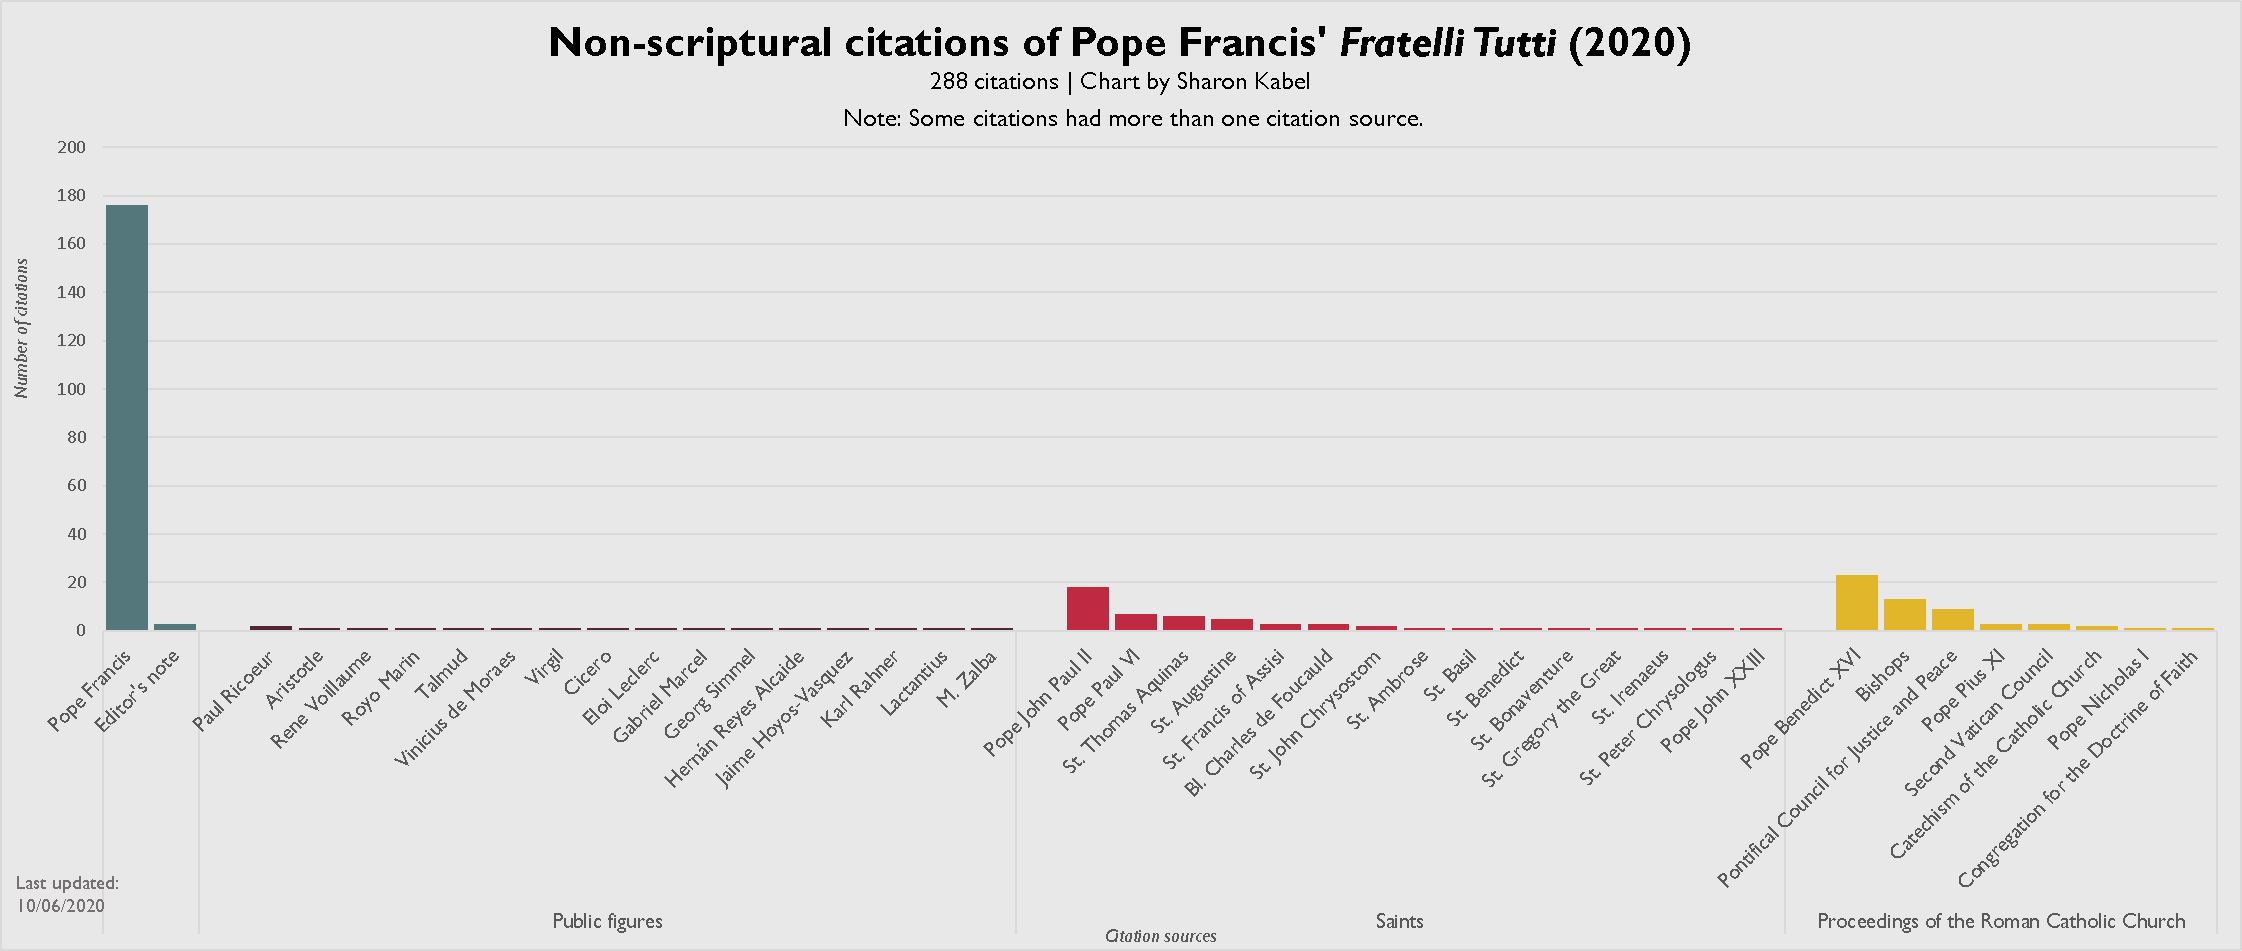 Non-scriptural citations of Pope Francis' Fratelli Tutti (2020)
288 citations | Chart by Sharon Kabel
Note: Some citations had more than one citation source.
Number of citations
200
180
160
140
120
100
80
60
40
20
0
Pope Francis
Editor's note
Paul Ricoeur
Aristotle
Rene Voillaume
Royo Marin
Talmud
Vinicius de Moraes
Virgil
Cicero
Eloi Leclerc
Gabriel Marcel
Georg Simmel
Hernán Reyes Alcaide
Jaime Hoyos-Vasquez
Karl Rahner
Lactantius
M. Zalba
Pope John Paul II
Pope Paul VI
St. Thomas Aquinas
St. Augustine
St. Francis of Assisi
Bl. Charles de Foucauld
St. John Chrysostom
St. Ambrose
St. Basil
St. Benedict
St. Bonaventure
St. Gregory the Great
St. Irenaeus
St. Peter Chrysologus
Pope John XXIII
Pope Benedict XVI
Bishops
Pontifical Council for Justice and Peace
Pope Pius XI
Second Vatican Council
Catechism of the Catholic Church
Pope Nicholas I
Congregation for the Doctrine of Faith
Public figures
Saints
Proceedings of the Roman Catholic Church
Citation sources
Last updated:
10/06/2020